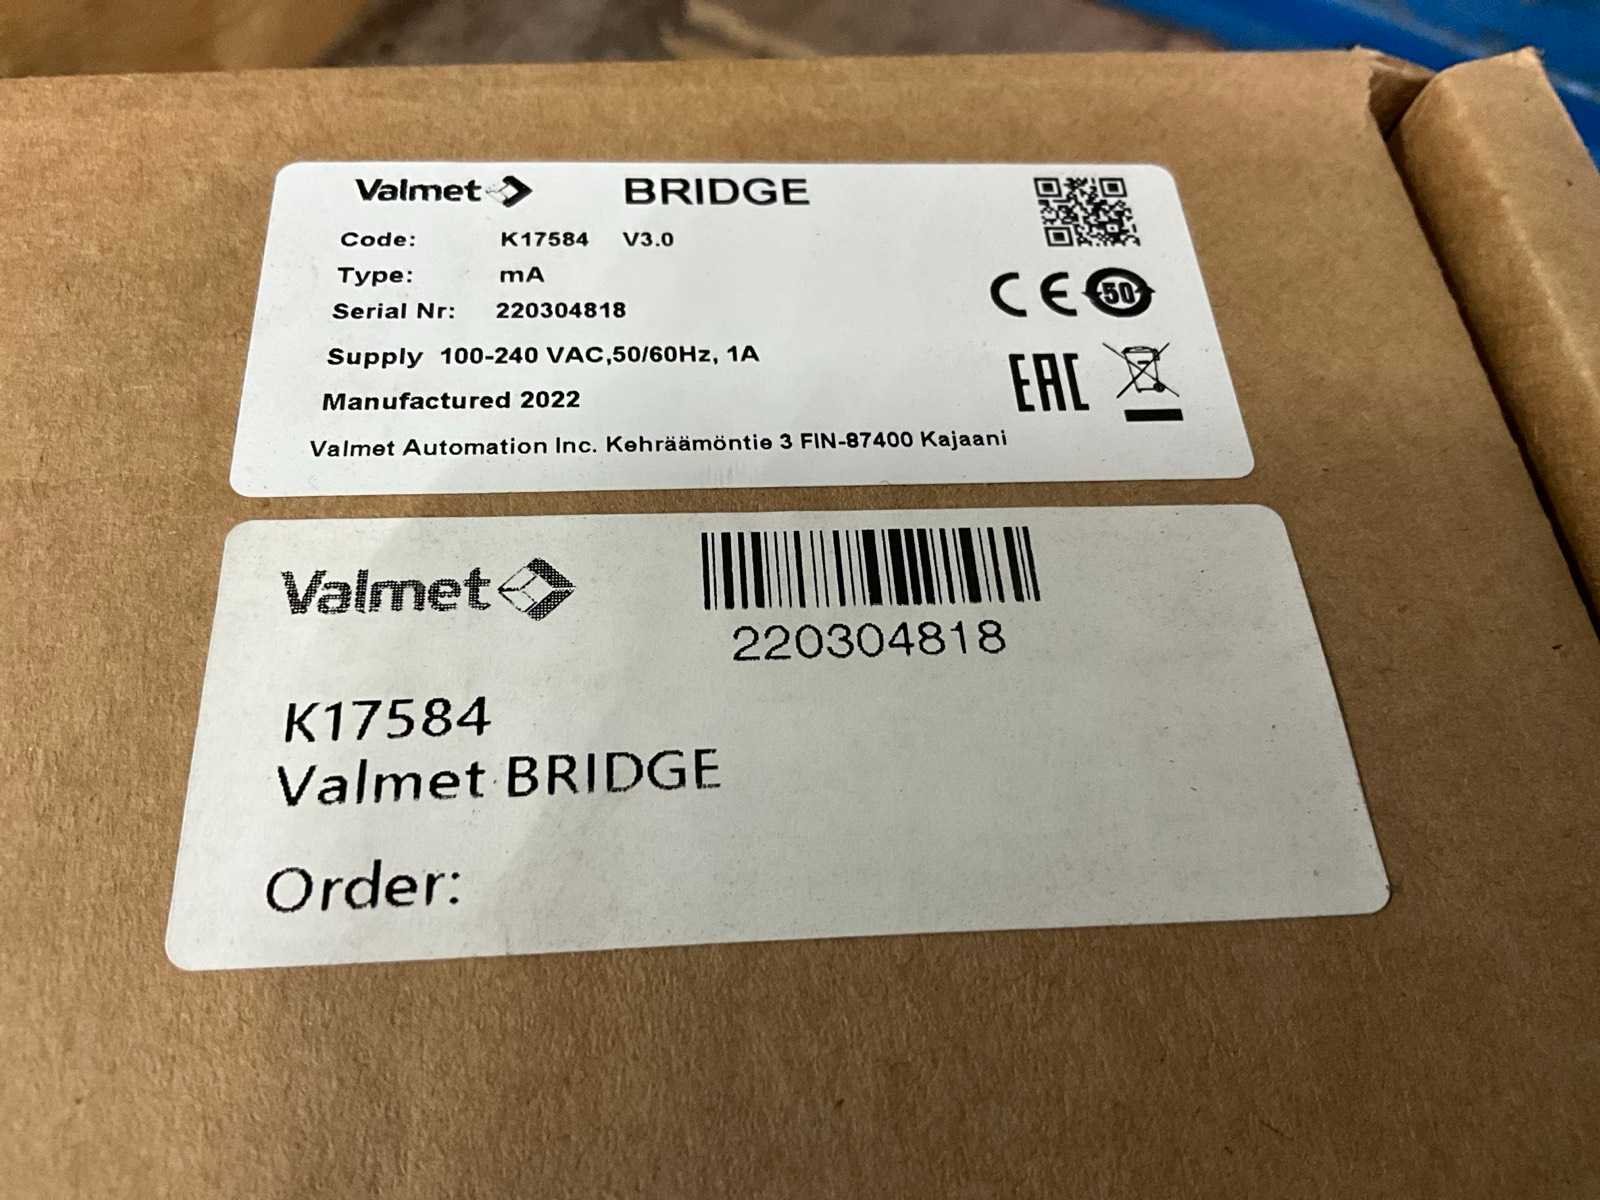 Valmet BRIDGE
Code: K17584 V3.0
Type: mA
Serial Nr: 220304818
Supply 100-240 VAC,50/60Hz, 1A
Manufactured 2022
Valmet Automation Inc. Kehräämöntie 3 FIN-87400 Kajaani
CE 50
EAC
Valmet
220304818
K17584
Valmet BRIDGE
Order: